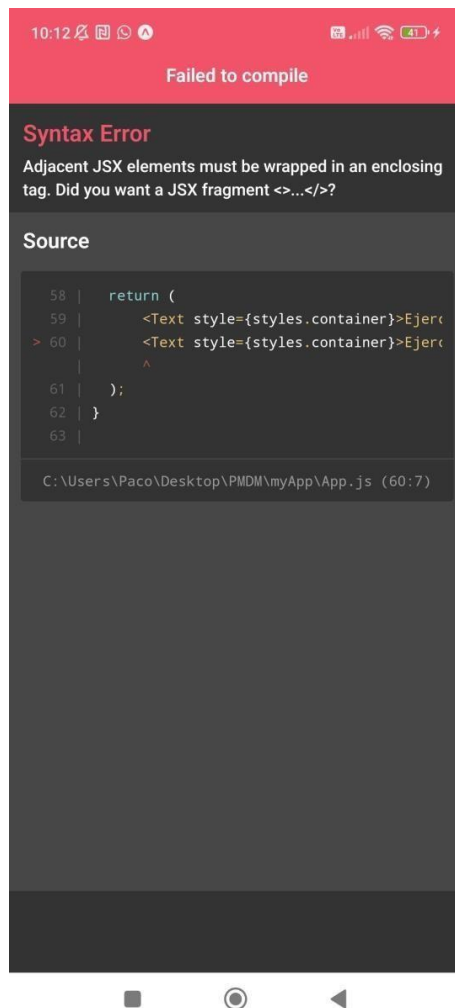 10:12
41
Failed to compile
Syntax Error
Adjacent JSX elements must be wrapped in an enclosing
tag. Did you want a JSX fragment <>...</>?
Source
58 | return (
59 | <Text style={styles.container}>Ejerc
> 60 | <Text style={styles.container}>Ejerc
| ^
61 | );
62 | }
63 |
C:\Users\Paco\Desktop\PMDM\myApp\App.js (60:7)